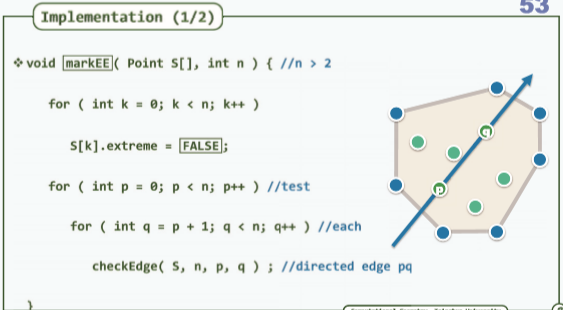 53
Implementation (1/2)
❖ void markEE( Point S[], int n ) { //n > 2
for ( int k = 0; k < n; k++ )
S[k].extreme = FALSE;
for ( int p = 0; p < n; p++ ) //test
for ( int q = p + 1; q < n; q++ ) //each
checkEdge( S, n, p, q ) ; //directed edge pq
}
q
p